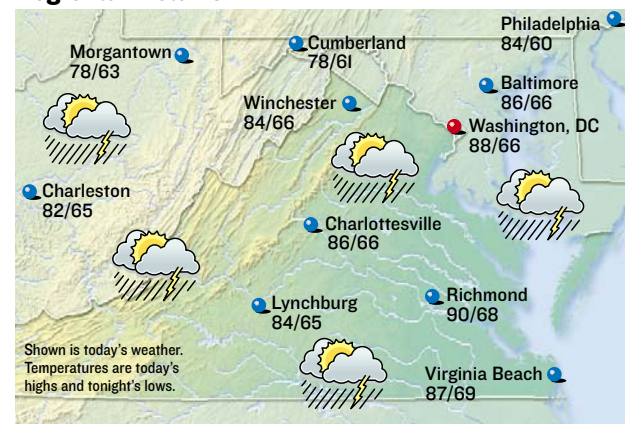 Philadelphia
84/60
Morgantown
78/63
Cumberland
78/61
Baltimore
86/66
Winchester
84/66
Washington, DC
88/66
Charleston
82/65
Charlottesville
86/66
Lynchburg
84/65
Richmond
90/68
Shown is today's weather.
Temperatures are today's
highs and tonight's lows.
Virginia Beach
87/69